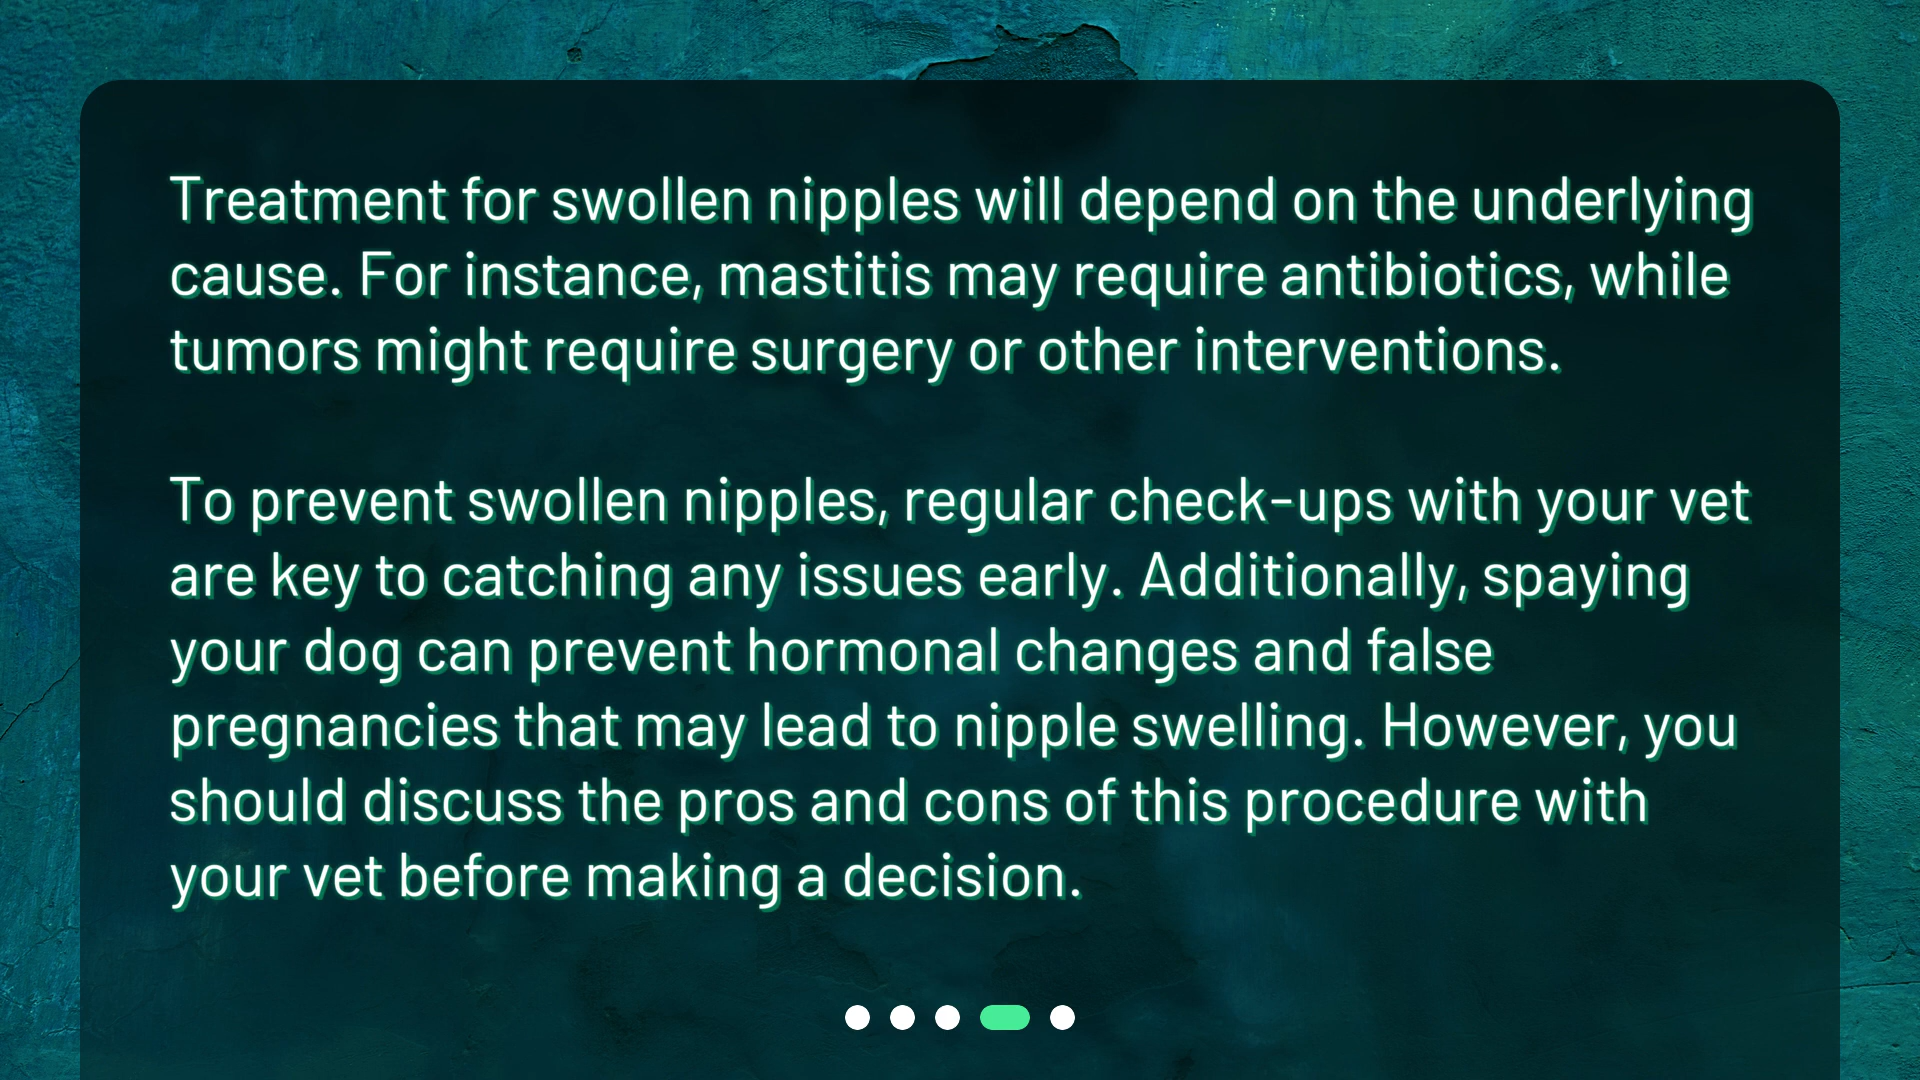 Treatment for swollen nipples will depend on the underlying
cause. For instance, mastitis may require antibiotics, while
tumors might require surgery or other interventions.
To prevent swollen nipples, regular check-ups with your vet
are key to catching any issues early. Additionally, spaying
your dog can prevent hormonal changes and false
pregnancies that may lead to nipple swelling. However, you
should discuss the pros and cons of this procedure with
your vet before making a decision.